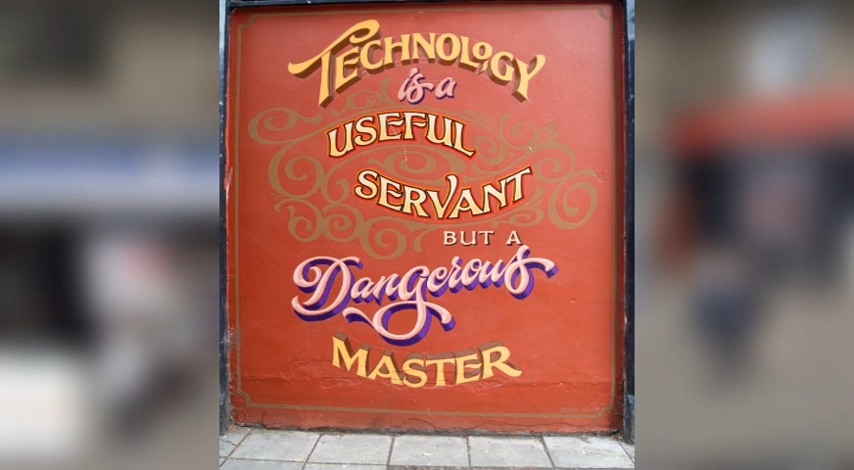 TECHNOLOGY
is a
USEFUL
SERVANT
BUT A
Dangerous
MASTER